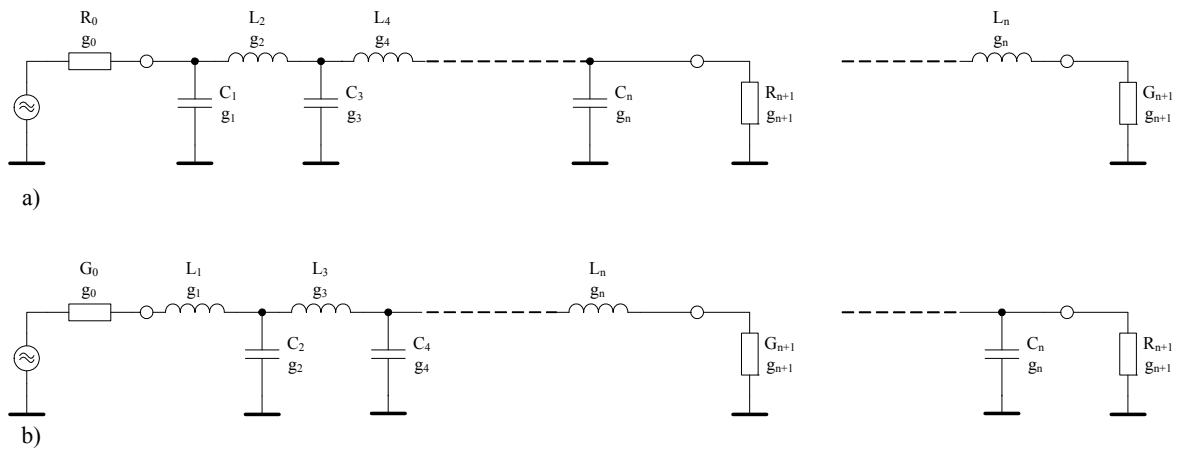 R₀ L₂ L₄ Lₙ
g₀ g₂ g₄ gₙ
C₁ C₃ Cₙ Rₙ₊₁ Gₙ₊₁
g₁ g₃ gₙ gₙ₊₁ gₙ₊₁
a)
G₀ L₁ L₃ Lₙ
g₀ g₁ g₃ gₙ
C₂ C₄ Gₙ₊₁ Cₙ Rₙ₊₁
g₂ g₄ gₙ₊₁ gₙ gₙ₊₁
b)